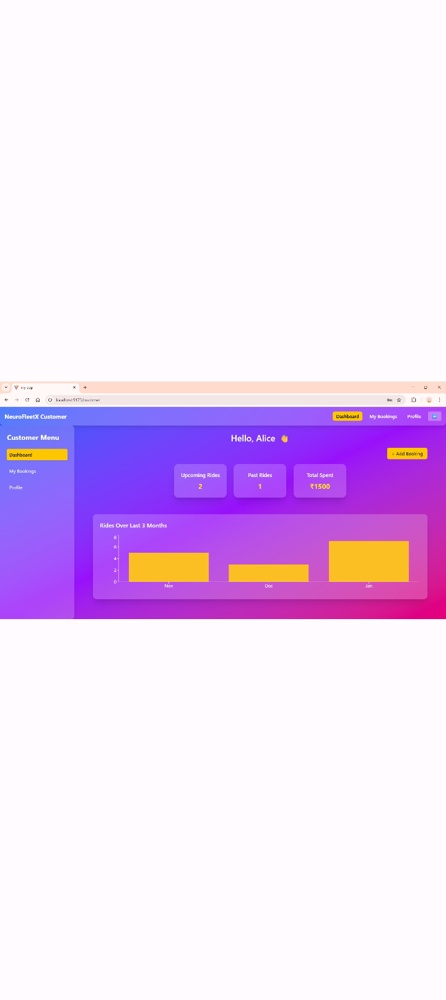 my-app
localhost:5173/customer
NeuroFleetX Customer
Dashboard
My Bookings
Profile
Customer Menu
Dashboard
My Bookings
Profile
Hello, Alice 👋
+ Add Booking
Upcoming Rides
2
Past Rides
1
Total Spent
₹1500
Rides Over Last 3 Months
8
6
4
2
0
Nov
Dec
Jan